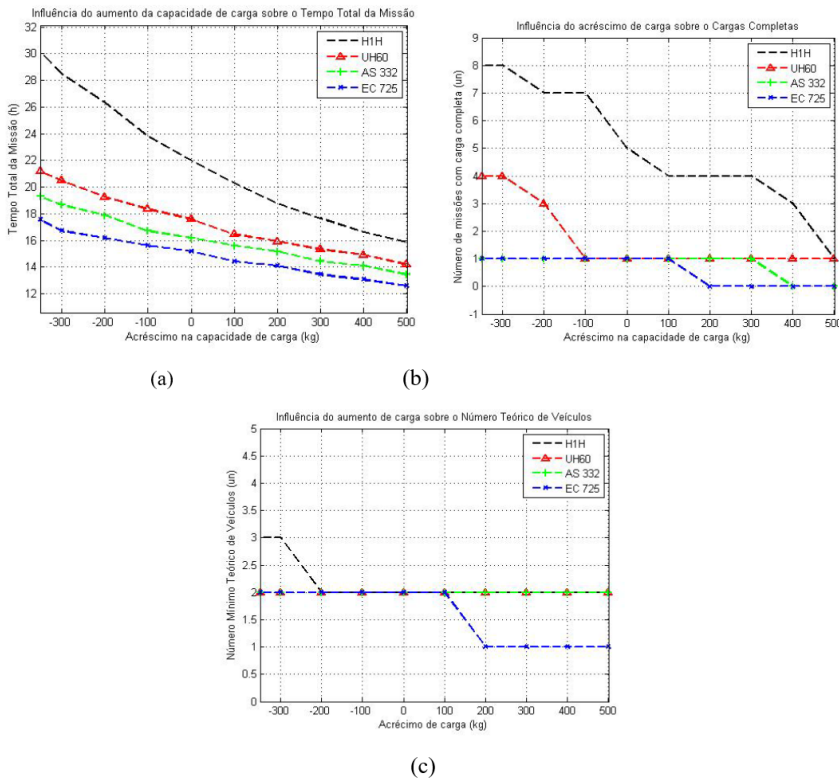 Influência do aumento da capacidade de carga sobre o Tempo Total da Missão
Tempo Total da Missão (h)
30
28
26
24
22
20
18
16
14
12
H1H
UH60
AS 332
EC 725
-300 -200 -100 0 100 200 300 400 500
Acréscimo na capacidade de carga (kg)
(a)
Influência do acréscimo de carga sobre o Cargas Completas
Número de missões com carga completa (un)
9
8
7
6
5
4
3
2
1
0
-1
H1H
UH60
AS 332
EC 725
-300 -200 -100 0 100 200 300 400 500
Acréscimo na capacidade de carga (kg)
(b)
Influência do aumento de carga sobre o Número Teórico de Veículos
Número Mínimo Teórico de Veículos (un)
5
4.5
4
3.5
3
2.5
2
1.5
1
0.5
0
H1H
UH60
AS 332
EC 725
-300 -200 -100 0 100 200 300 400 500
Acrécimo de carga (kg)
(c)